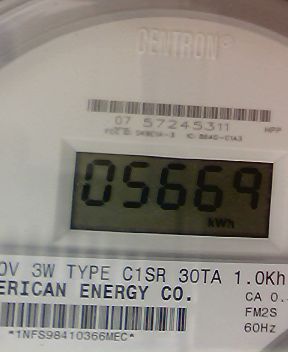 CENTRON®
07 57245311
HPP
05669
kWh
0V 3W TYPE C1SR 30TA 1.0Kh
ERICAN ENERGY CO.
CA 0.
FM2S
60Hz
*1NFS98410366MEC*